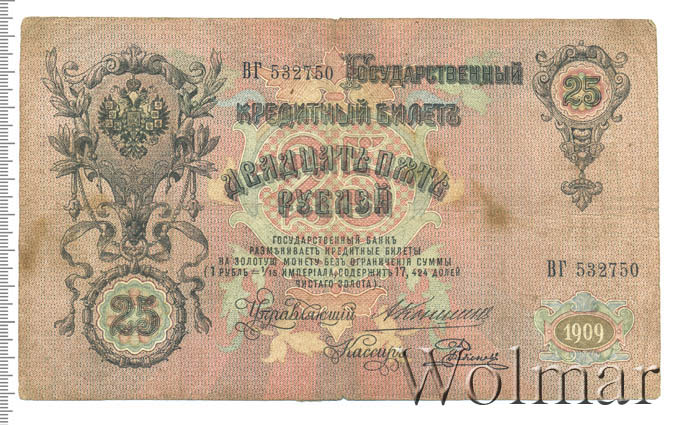 ВГ 532750 Государственный
Кредитный Билетъ
25
Двадцать пять
рублей
25
Государственный банкъ
размѣниваетъ кредитные билеты
на золотую монету безъ ограниченія суммы
(1 рубль = 1/15 имперіала, содержитъ 17,424 долей
чистаго золота).
ВГ 532750
Управляющій
Кассиръ
25
1909
Wolmar